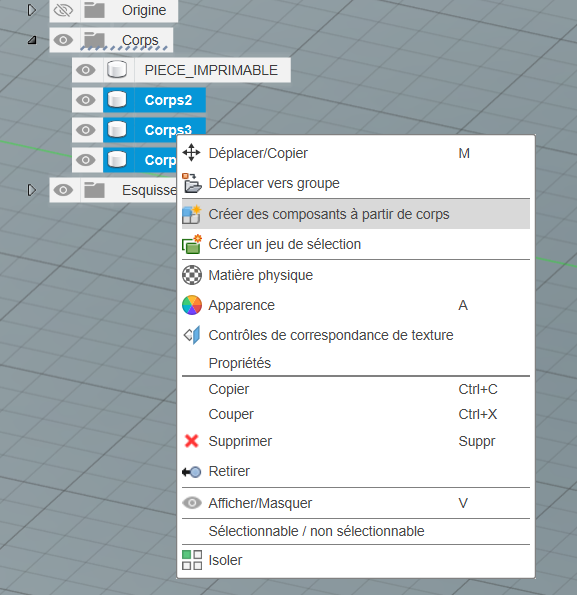 Origine
Corps
PIECE_IMPRIMABLE
Corps2
Corps3
Corp
Esquisse
Déplacer/Copier M
Déplacer vers groupe
Créer des composants à partir de corps
Créer un jeu de sélection
Matière physique
Apparence A
Contrôles de correspondance de texture
Propriétés
Copier Ctrl+C
Couper Ctrl+X
Supprimer Suppr
Retirer
Afficher/Masquer V
Sélectionnable / non sélectionnable
Isoler